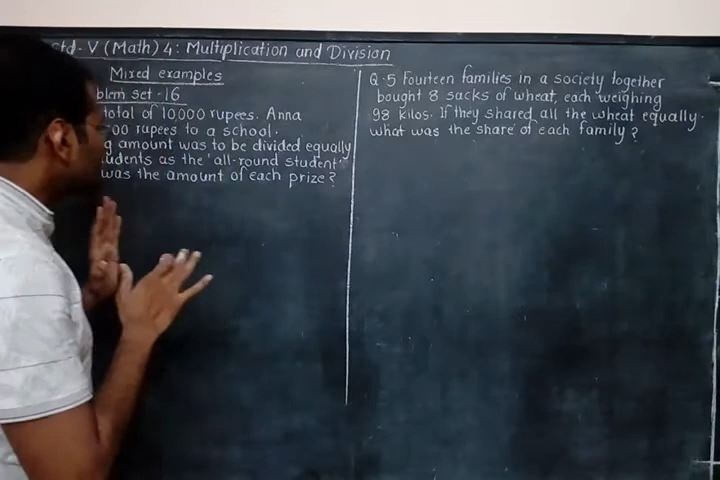 Std-V (Math) 4: Multiplication and Division
Mixed examples
blem set-16
total of 10000 rupees. Anna
00 rupees to a school.
g amount was to be divided equally
udents as the 'all-round student'.
was the amount of each prize?
Q.5 Fourteen families in a society together
bought 8 sacks of wheat, each weighing
98 kilos. If they shared all the wheat equally.
what was the share of each family?